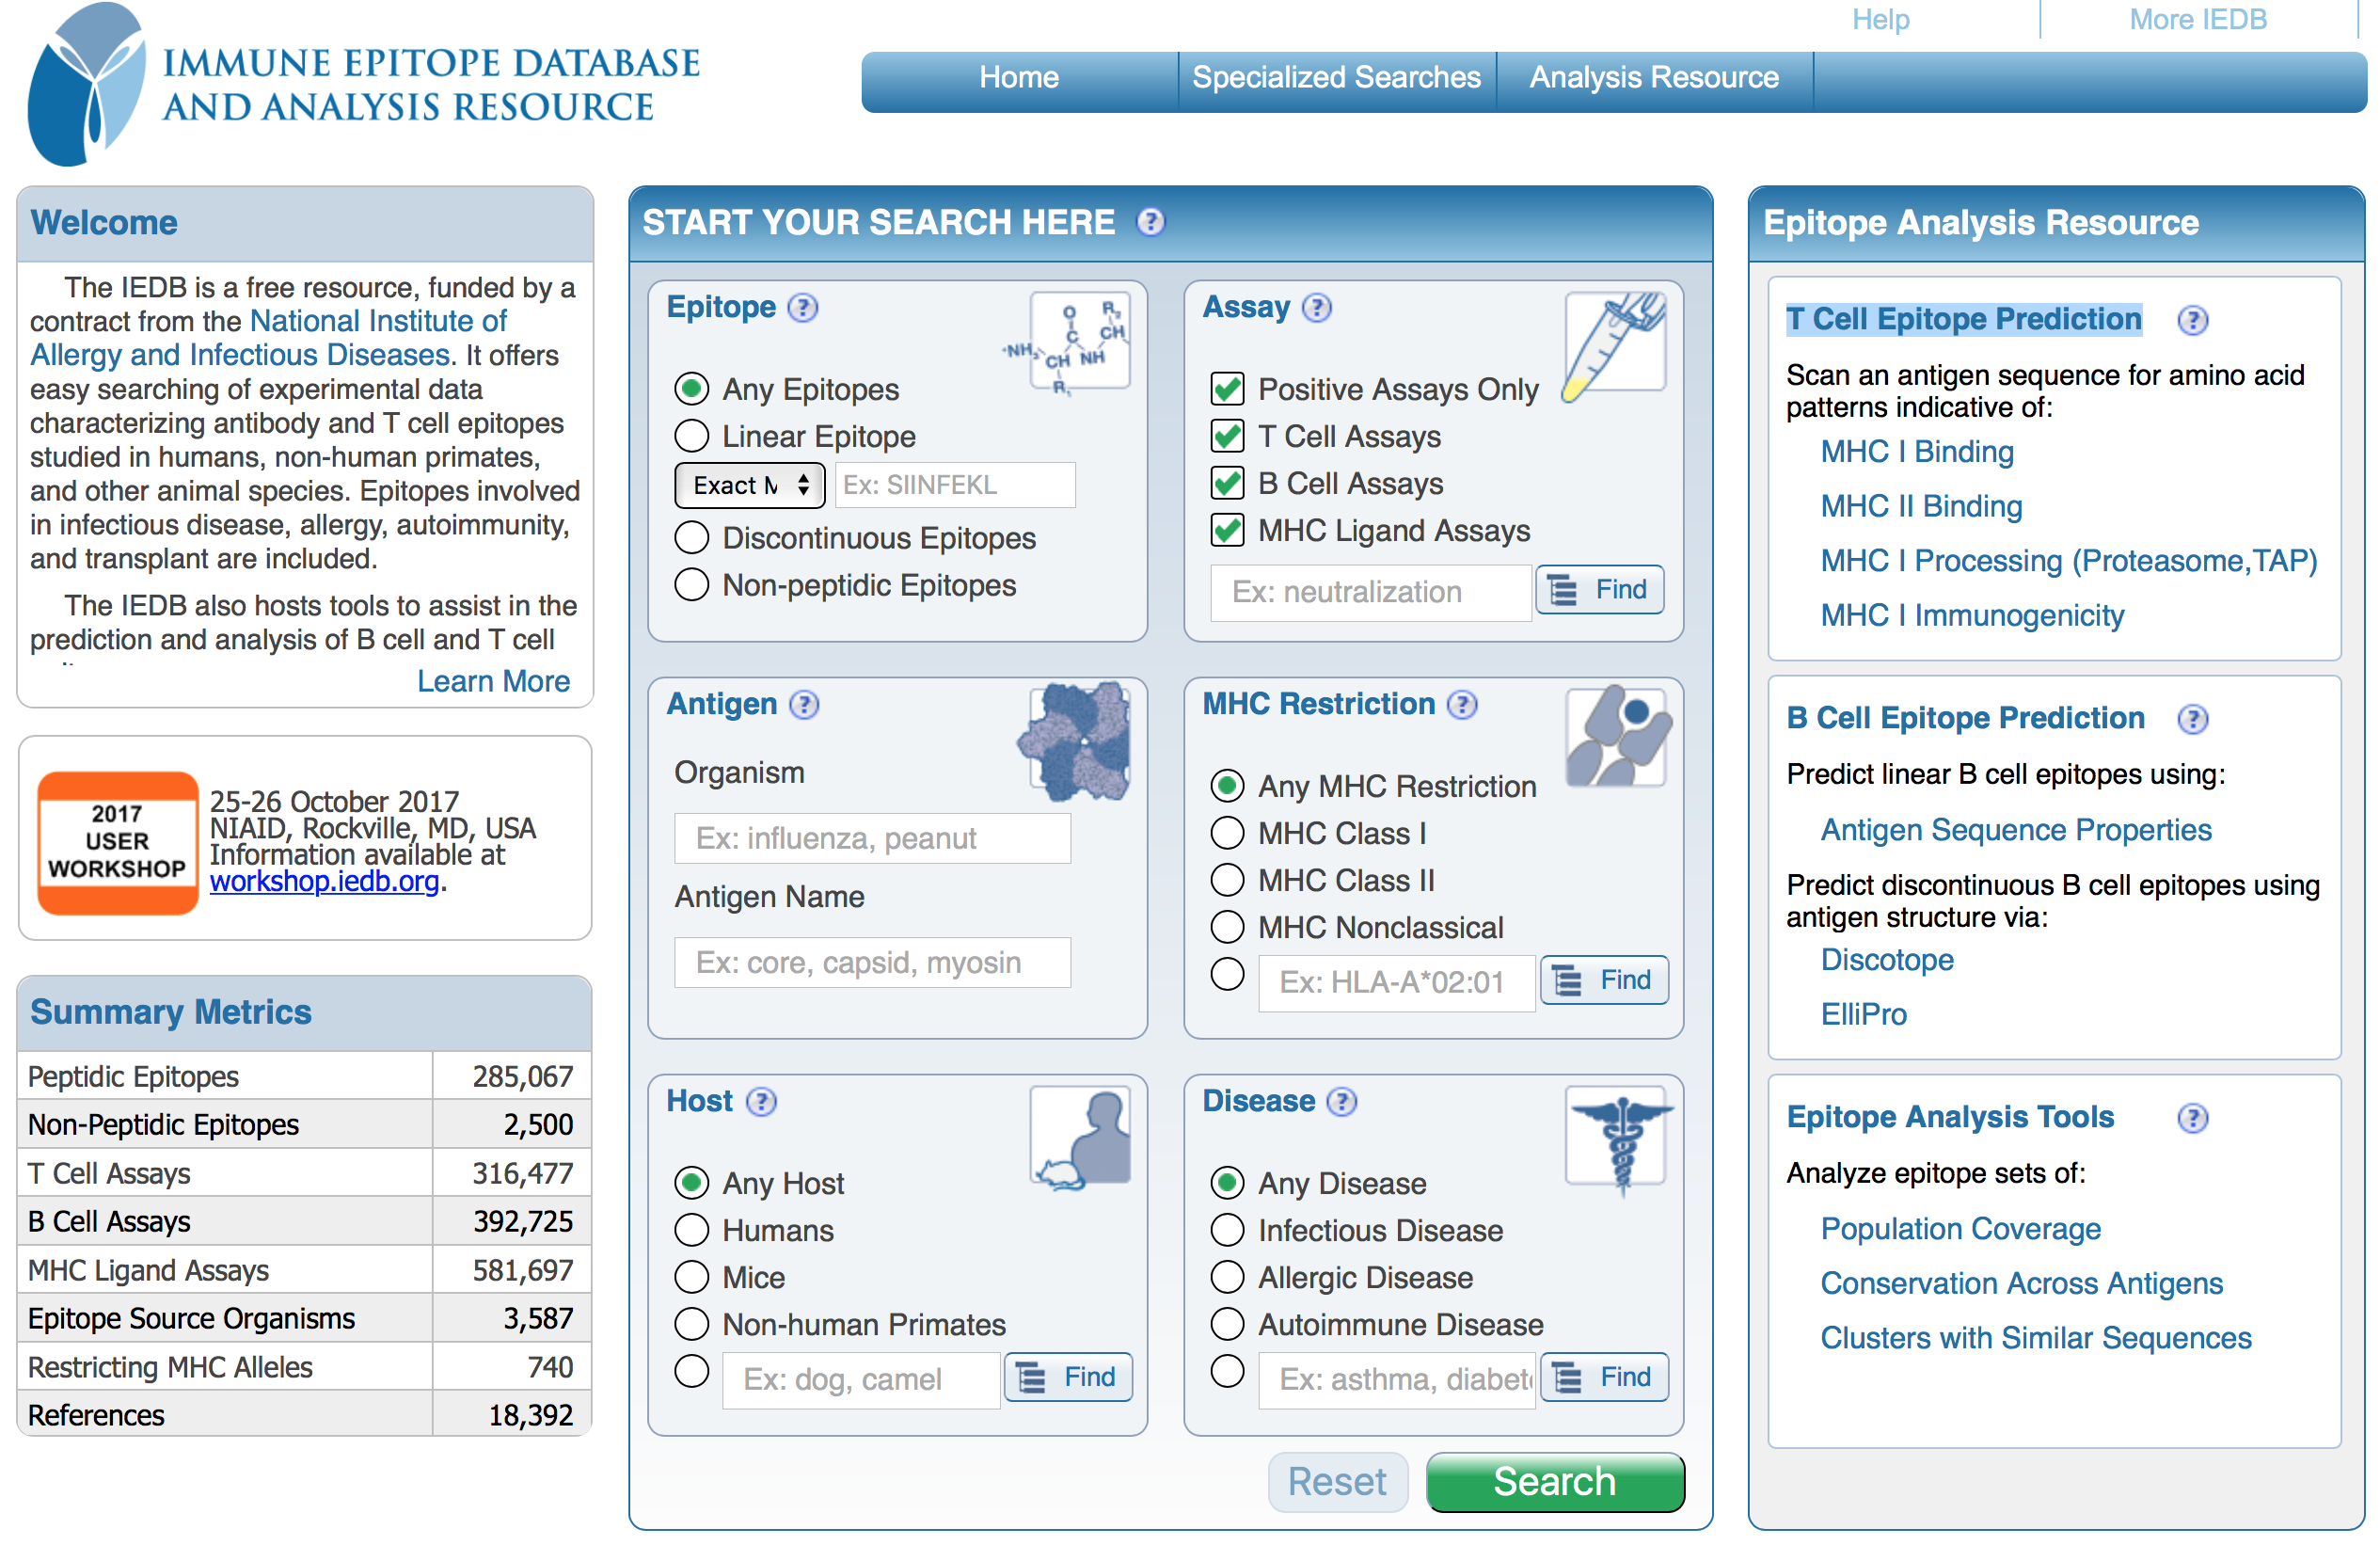 Help
More IEDB
IMMUNE EPITOPE DATABASE
AND ANALYSIS RESOURCE
Home
Specialized Searches
Analysis Resource
Welcome
The IEDB is a free resource, funded by a
contract from the National Institute of
Allergy and Infectious Diseases. It offers
easy searching of experimental data
characterizing antibody and T cell epitopes
studied in humans, non-human primates,
and other animal species. Epitopes involved
in infectious disease, allergy, autoimmunity,
and transplant are included.
The IEDB also hosts tools to assist in the
prediction and analysis of B cell and T cell
Learn More
2017
USER
WORKSHOP
25-26 October 2017
NIAID, Rockville, MD, USA
Information available at
workshop.iedb.org.
Summary Metrics
Peptidic Epitopes 285,067
Non-Peptidic Epitopes 2,500
T Cell Assays 316,477
B Cell Assays 392,725
MHC Ligand Assays 581,697
Epitope Source Organisms 3,587
Restricting MHC Alleles 740
References 18,392
START YOUR SEARCH HERE ?
Epitope ?
Any Epitopes
Linear Epitope
Exact M
Ex: SIINFEKL
Discontinuous Epitopes
Non-peptidic Epitopes
Assay ?
Positive Assays Only
T Cell Assays
B Cell Assays
MHC Ligand Assays
Ex: neutralization
Find
Antigen ?
Organism
Ex: influenza, peanut
Antigen Name
Ex: core, capsid, myosin
MHC Restriction ?
Any MHC Restriction
MHC Class I
MHC Class II
MHC Nonclassical
Ex: HLA-A*02:01
Find
Host ?
Any Host
Humans
Mice
Non-human Primates
Ex: dog, camel
Find
Disease ?
Any Disease
Infectious Disease
Allergic Disease
Autoimmune Disease
Ex: asthma, diabet
Find
Reset
Search
Epitope Analysis Resource
T Cell Epitope Prediction ?
Scan an antigen sequence for amino acid
patterns indicative of:
MHC I Binding
MHC II Binding
MHC I Processing (Proteasome,TAP)
MHC I Immunogenicity
B Cell Epitope Prediction ?
Predict linear B cell epitopes using:
Antigen Sequence Properties
Predict discontinuous B cell epitopes using
antigen structure via:
Discotope
ElliPro
Epitope Analysis Tools ?
Analyze epitope sets of:
Population Coverage
Conservation Across Antigens
Clusters with Similar Sequences